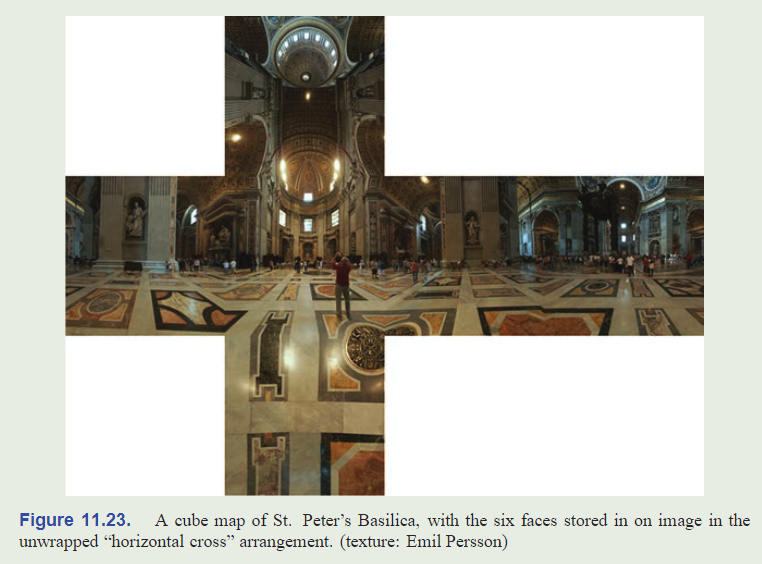 Figure 11.23. A cube map of St. Peter's Basilica, with the six faces stored in on image in the
unwrapped “horizontal cross” arrangement. (texture: Emil Persson)